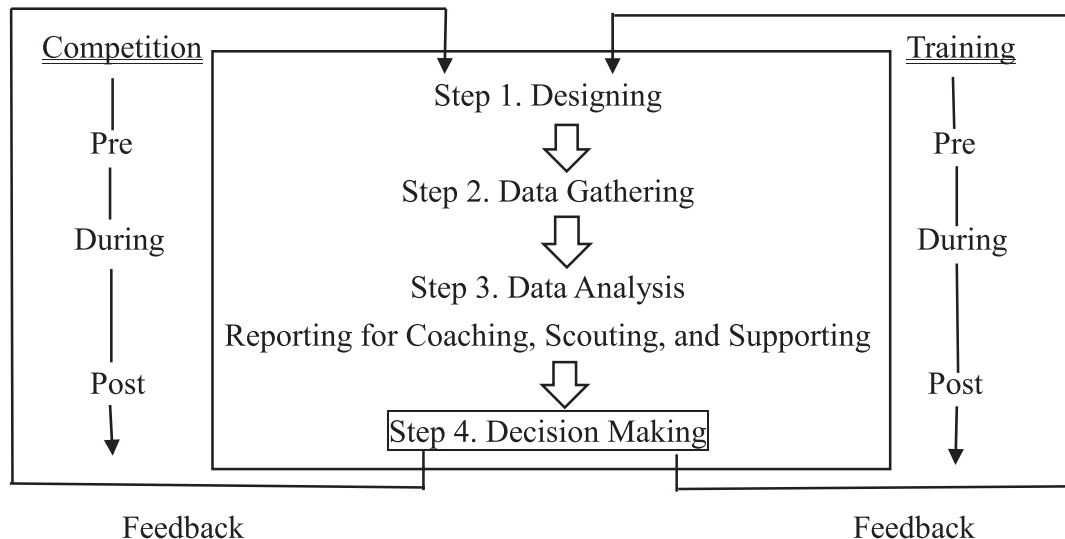 Competition
Training
Step 1. Designing
Pre
Pre
Step 2. Data Gathering
During
During
Step 3. Data Analysis
Reporting for Coaching, Scouting, and Supporting
Post
Post
Step 4. Decision Making
Feedback
Feedback